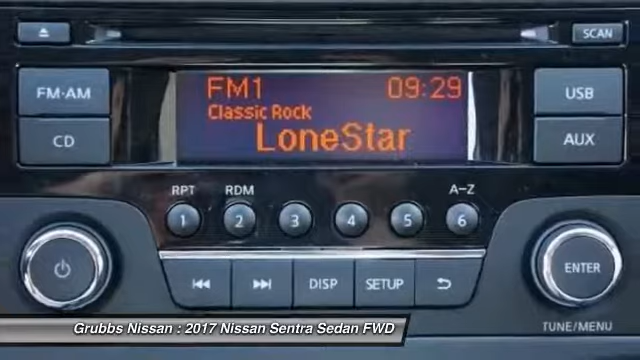 SCAN
FM·AM
FM1 09:29
USB
Classic Rock
LoneStar
CD
AUX
RPT RDM A-Z
1 2 3 4 5 6
DISP SETUP
ENTER
TUNE/MENU
Grubbs Nissan : 2017 Nissan Sentra Sedan FWD